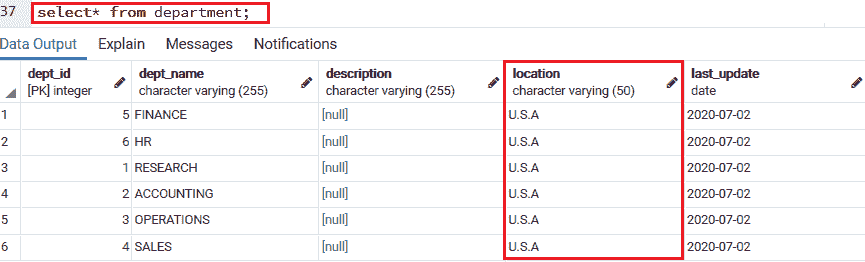 37 select* from department;
Data Output Explain Messages Notifications
dept_id dept_name description location last_update
[PK] integer character varying (255) character varying (255) character varying (50) date
1 5 FINANCE [null] U.S.A 2020-07-02
2 6 HR [null] U.S.A 2020-07-02
3 1 RESEARCH [null] U.S.A 2020-07-02
4 2 ACCOUNTING [null] U.S.A 2020-07-02
5 3 OPERATIONS [null] U.S.A 2020-07-02
6 4 SALES [null] U.S.A 2020-07-02